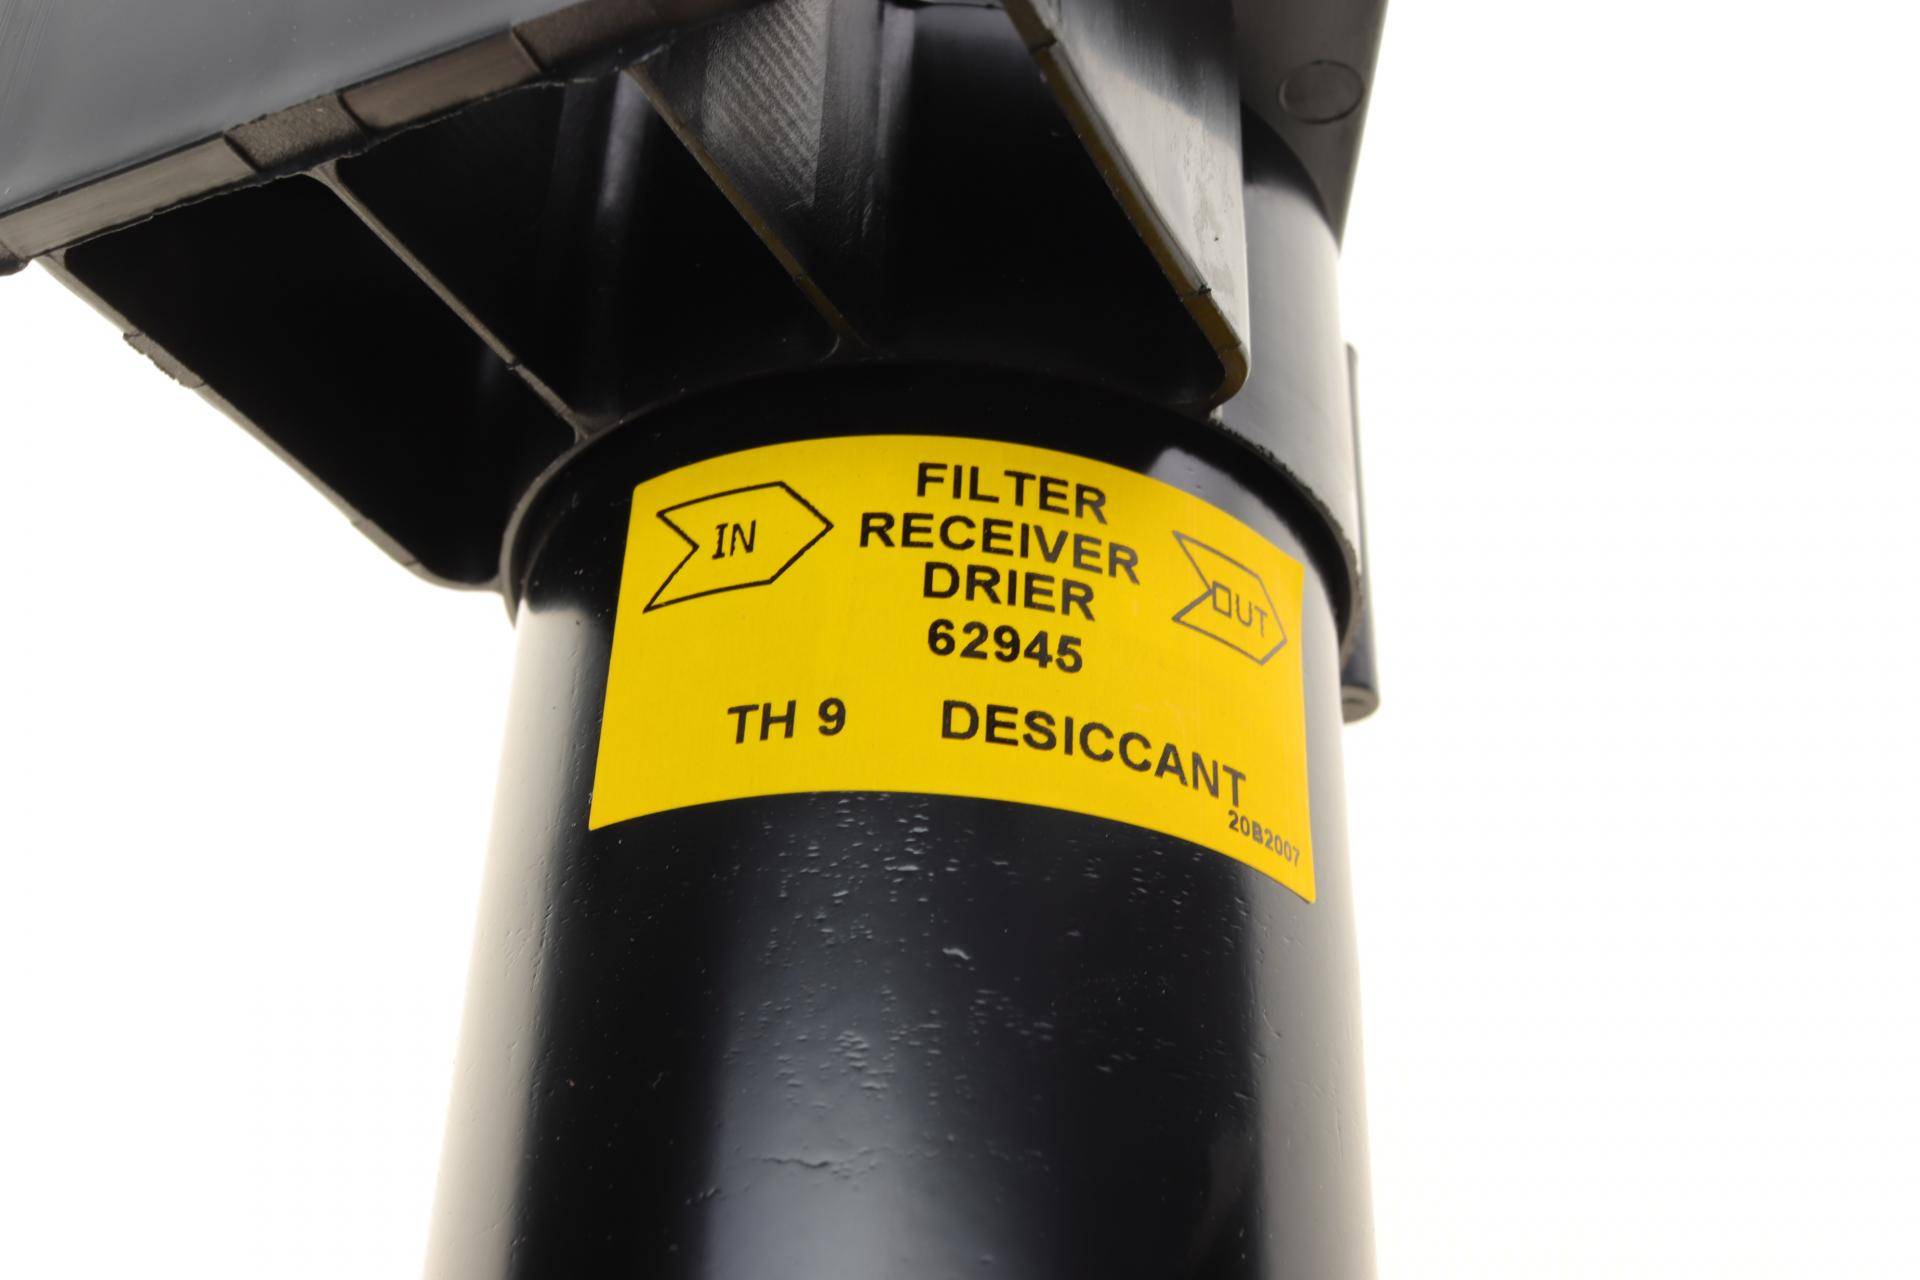 IN
FILTER
RECEIVER
DRIER
62945
OUT
TH 9 DESICCANT
20B2007